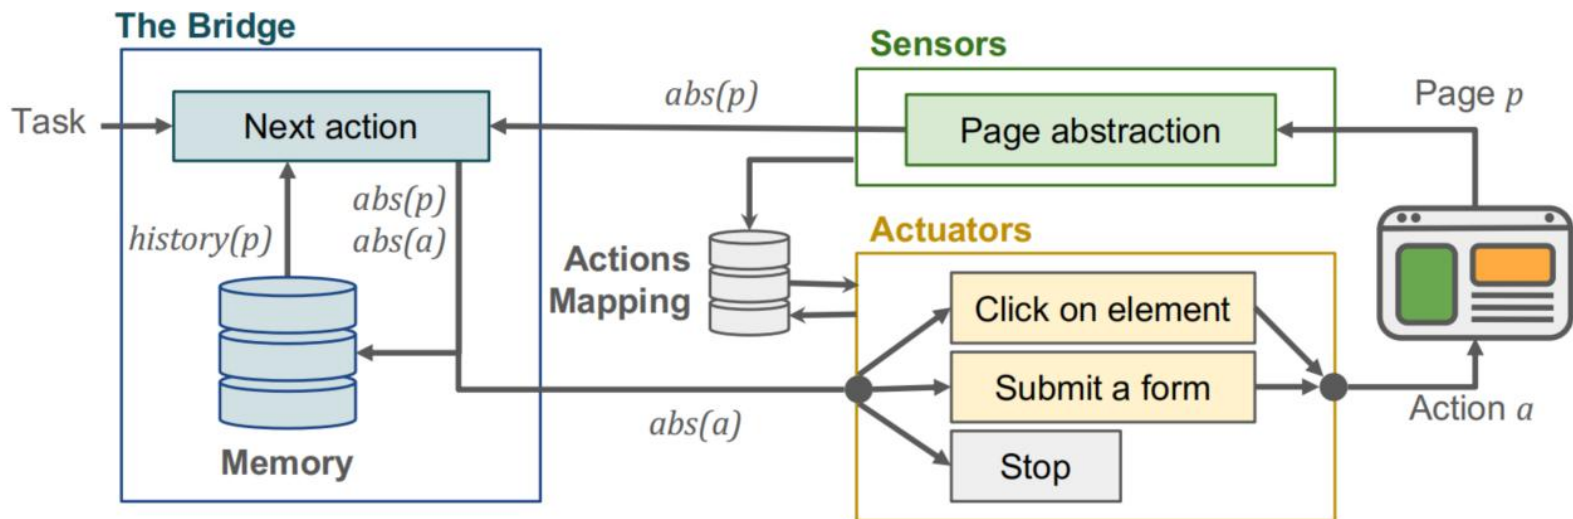 The Bridge
Task
Next action
history(p)
abs(p)
abs(a)
Memory
abs(p)
Sensors
Page abstraction
Page p
Actions
Mapping
Actuators
Click on element
Submit a form
Stop
abs(a)
Action a